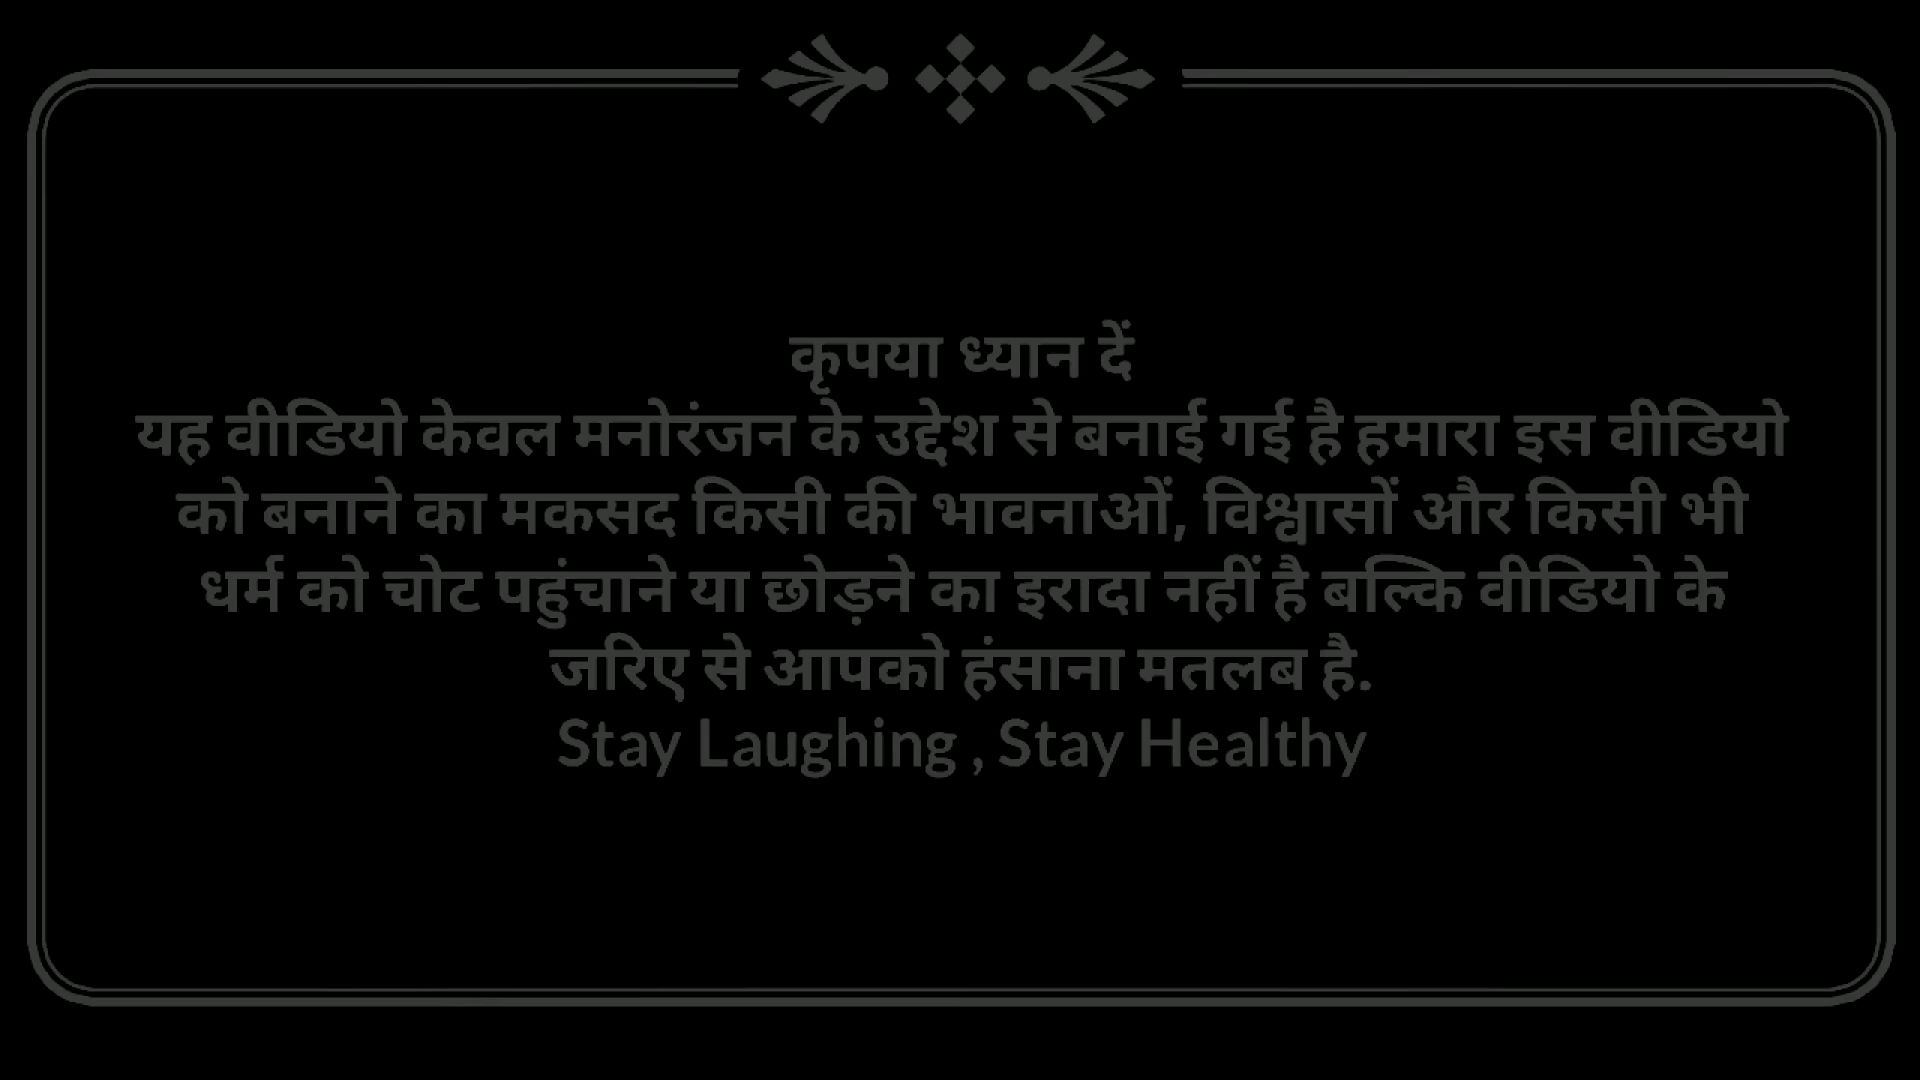 कृपया ध्यान दें
यह वीडियो केवल मनोरंजन के उद्देश से बनाई गई है हमारा इस वीडियो
को बनाने का मकसद किसी की भावनाओं, विश्वासों और किसी भी
धर्म को चोट पहुंचाने या छोड़ने का इरादा नहीं है बल्कि वीडियो के
जरिए से आपको हंसाना मतलब है.
Stay Laughing , Stay Healthy